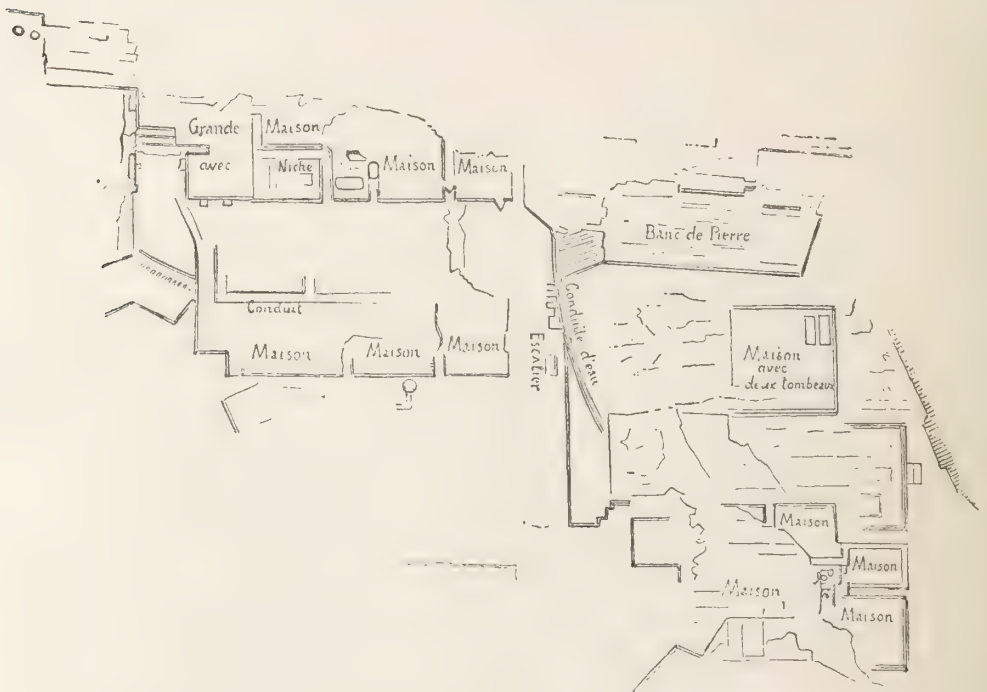 Grande Maison
avec Niche
Maison
Maison
Banc de Pierre
Conduit
Conduite d'eau
Escalier
Maison
Maison
Maison
Maison
avec
deux tombeaux
Maison
Maison
Maison
Maison